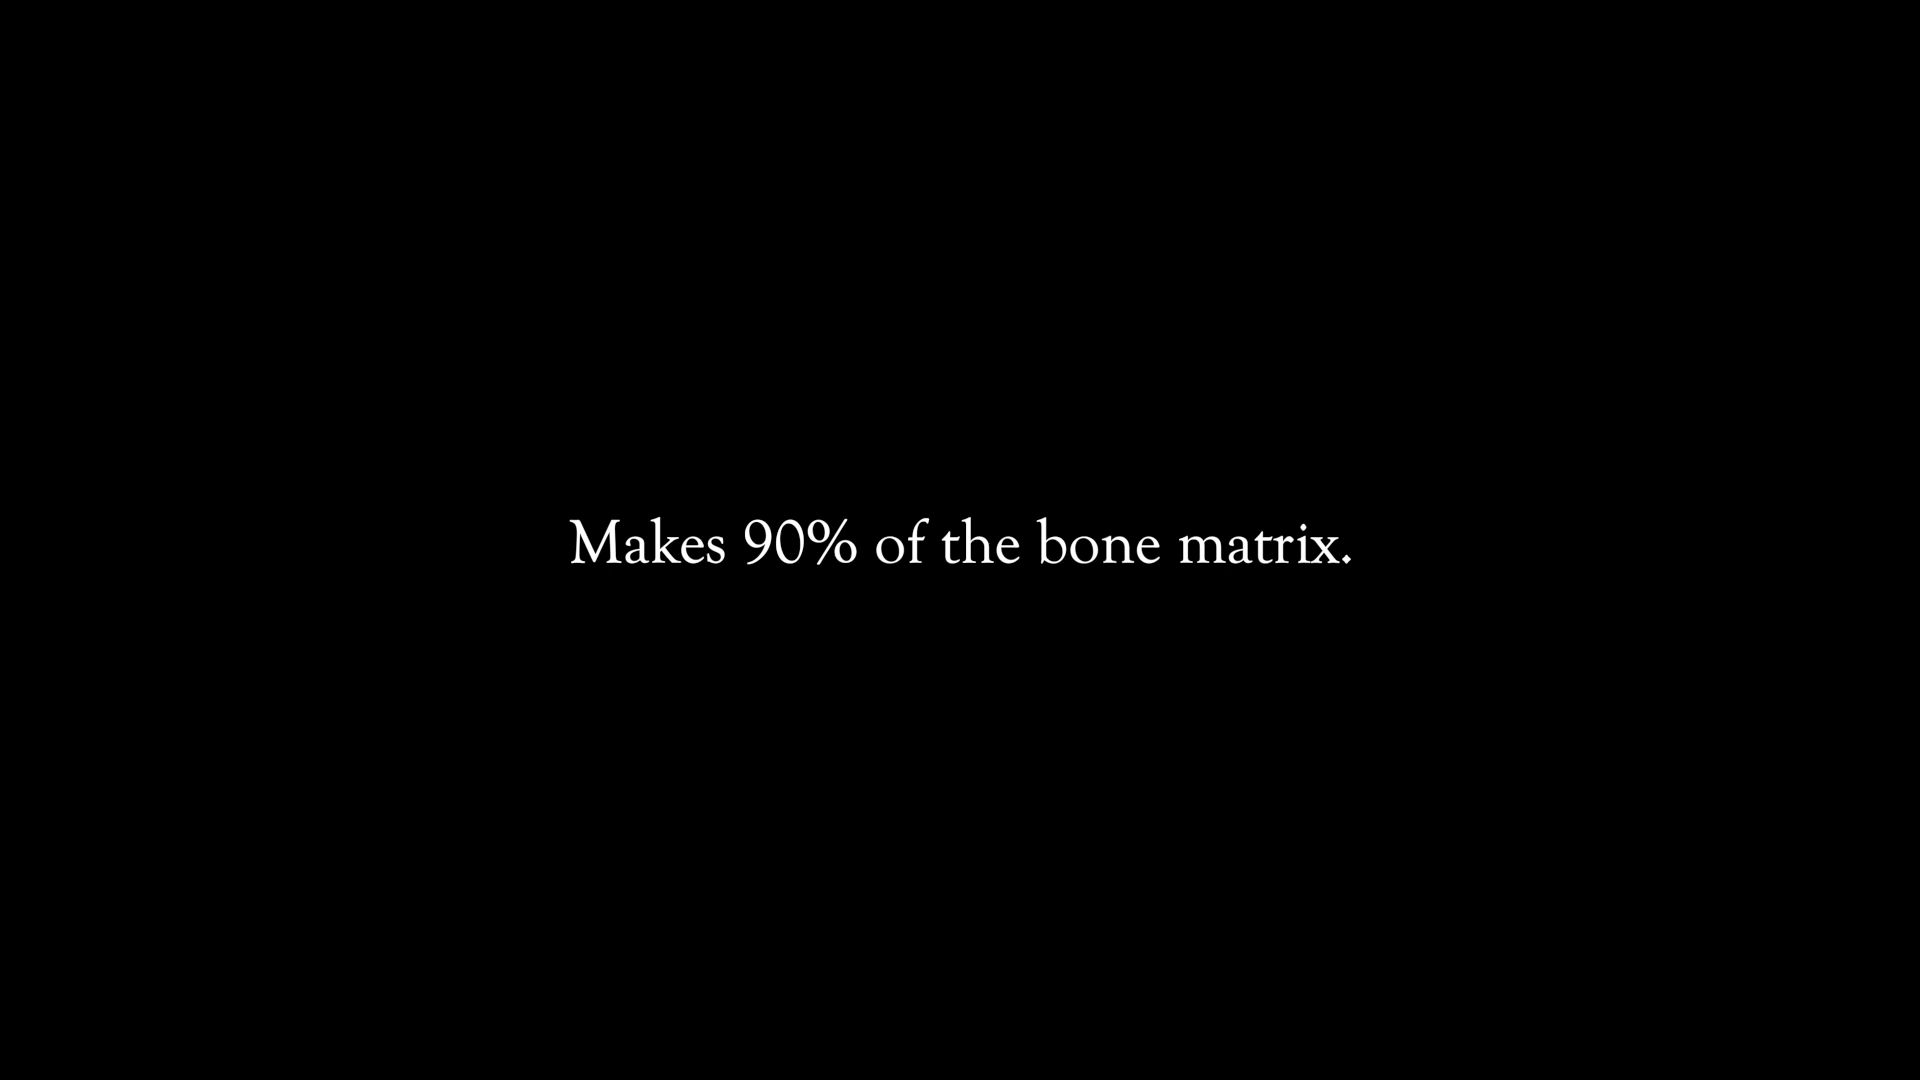 Makes 90% of the bone matrix.